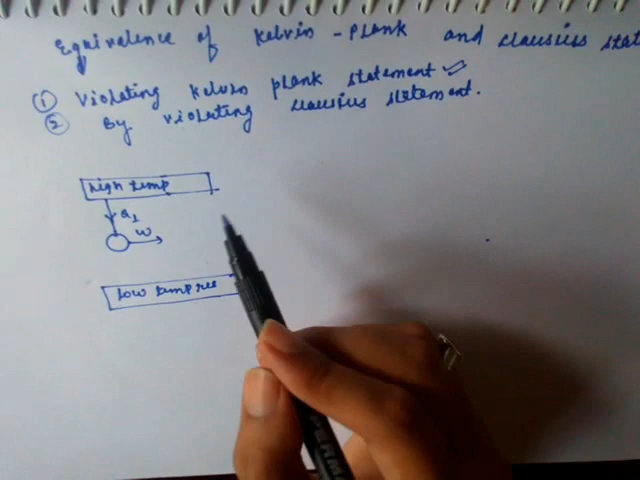 Equivalence of Kelvin-Plank and Clausius stat
① Violating Kelvin plank statement ✓
② By violating Clausius statement.
High temp
Q1
W
Low temp res
PERM